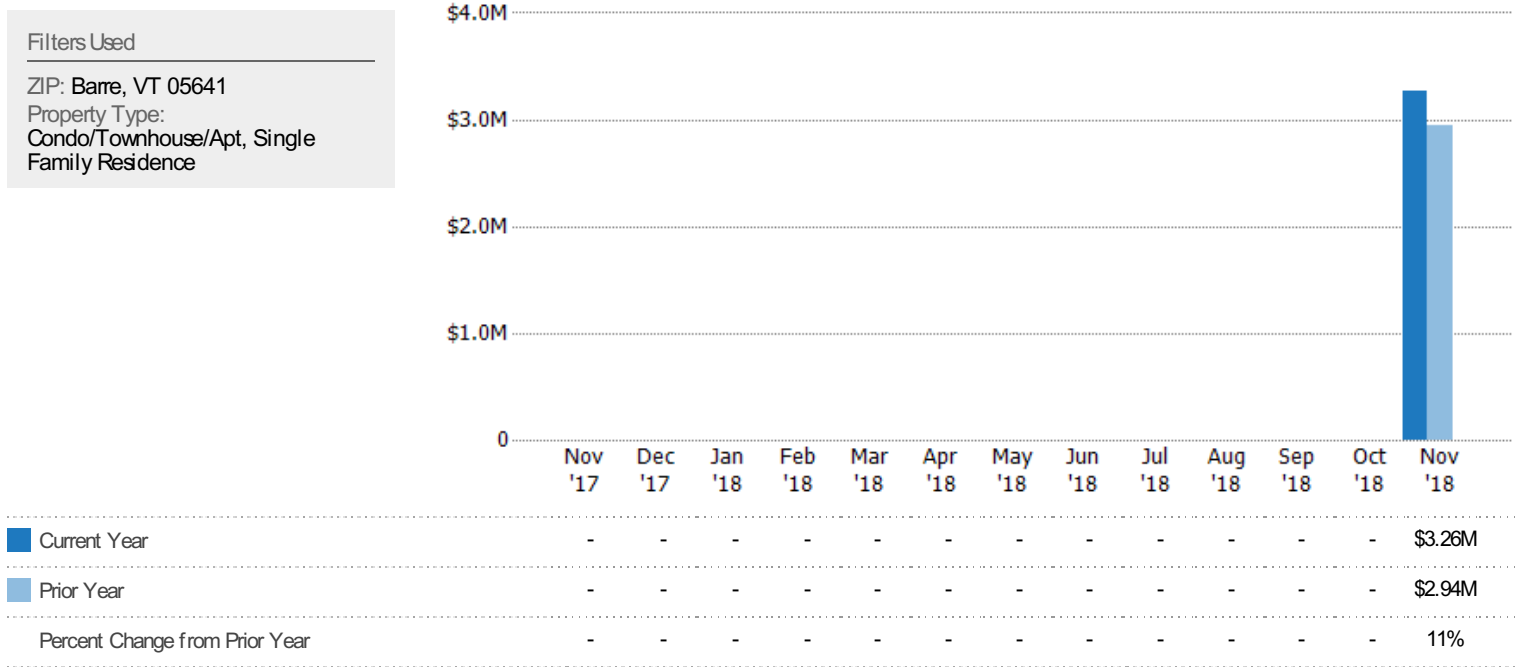 Filters Used
ZIP: Barre, VT 05641
Property Type:
Condo/Townhouse/Apt, Single
Family Residence
$4.0M
$3.0M
$2.0M
$1.0M
0
Nov Dec Jan Feb Mar Apr May Jun Jul Aug Sep Oct Nov
'17 '17 '18 '18 '18 '18 '18 '18 '18 '18 '18 '18 '18
Current Year - - - - - - - - - - - - $3.26M
Prior Year - - - - - - - - - - - - $2.94M
Percent Change from Prior Year - - - - - - - - - - - - 11%